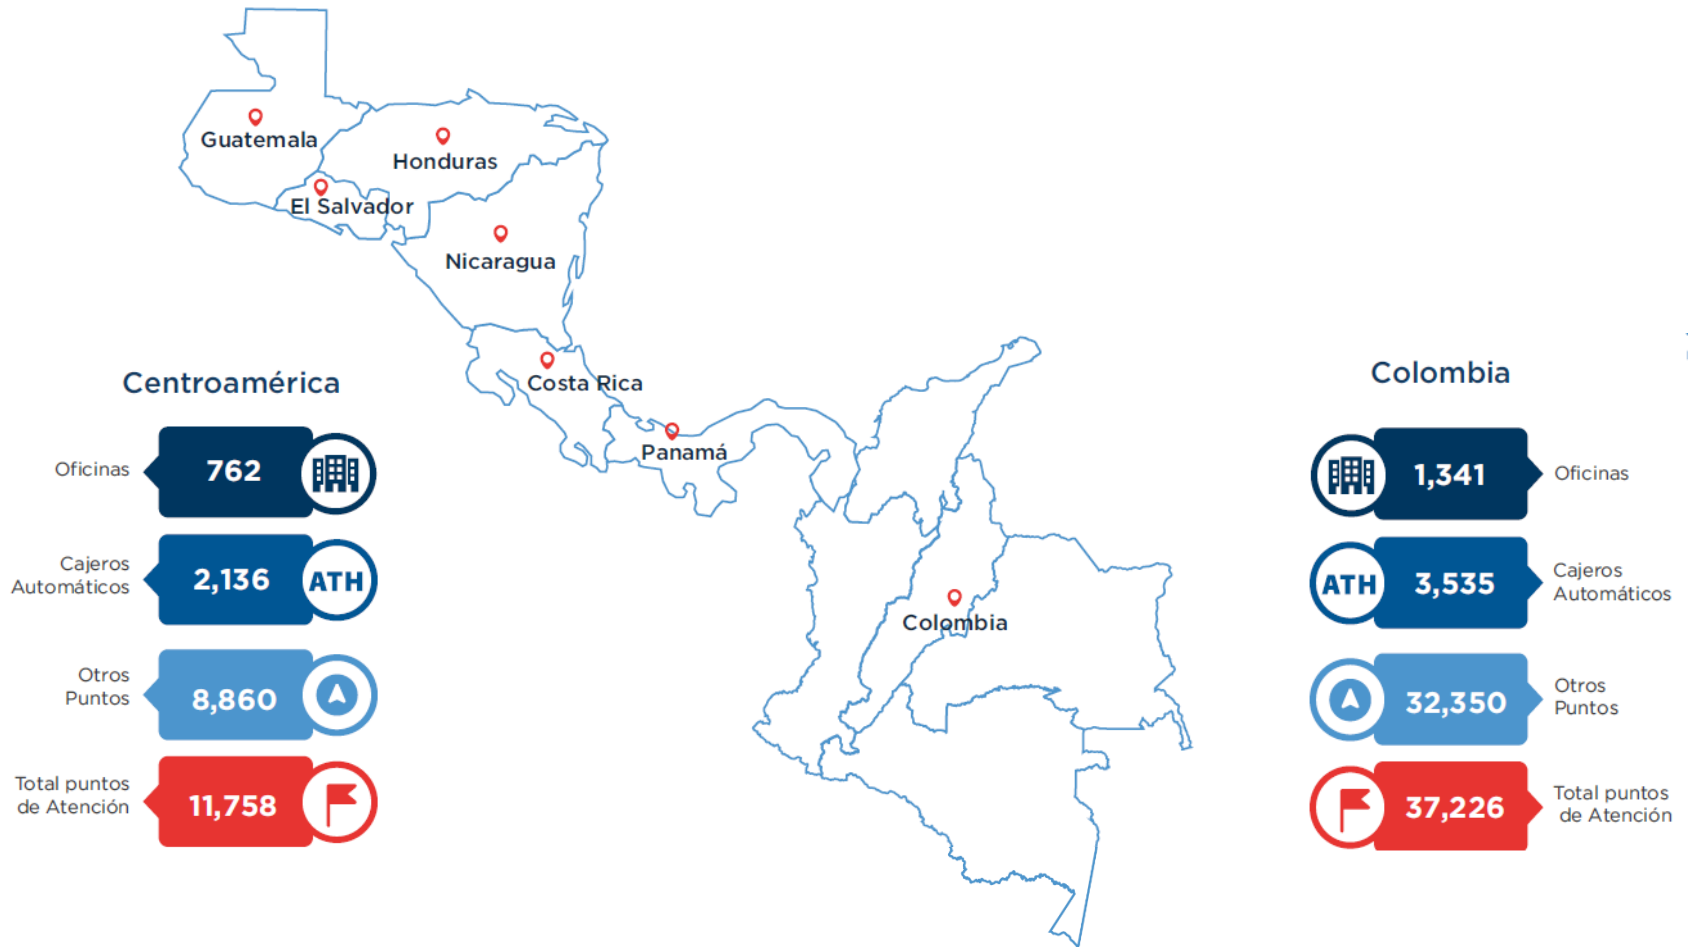 Guatemala
Honduras
El Salvador
Nicaragua
Costa Rica
Panamá
Colombia
Centroamérica
Oficinas
762
Cajeros
Automáticos
2,136
ATH
Otros
Puntos
8,860
Total puntos
de Atención
11,758
Colombia
1,341
Oficinas
ATH
3,535
Cajeros
Automáticos
32,350
Otros
Puntos
37,226
Total puntos
de Atención